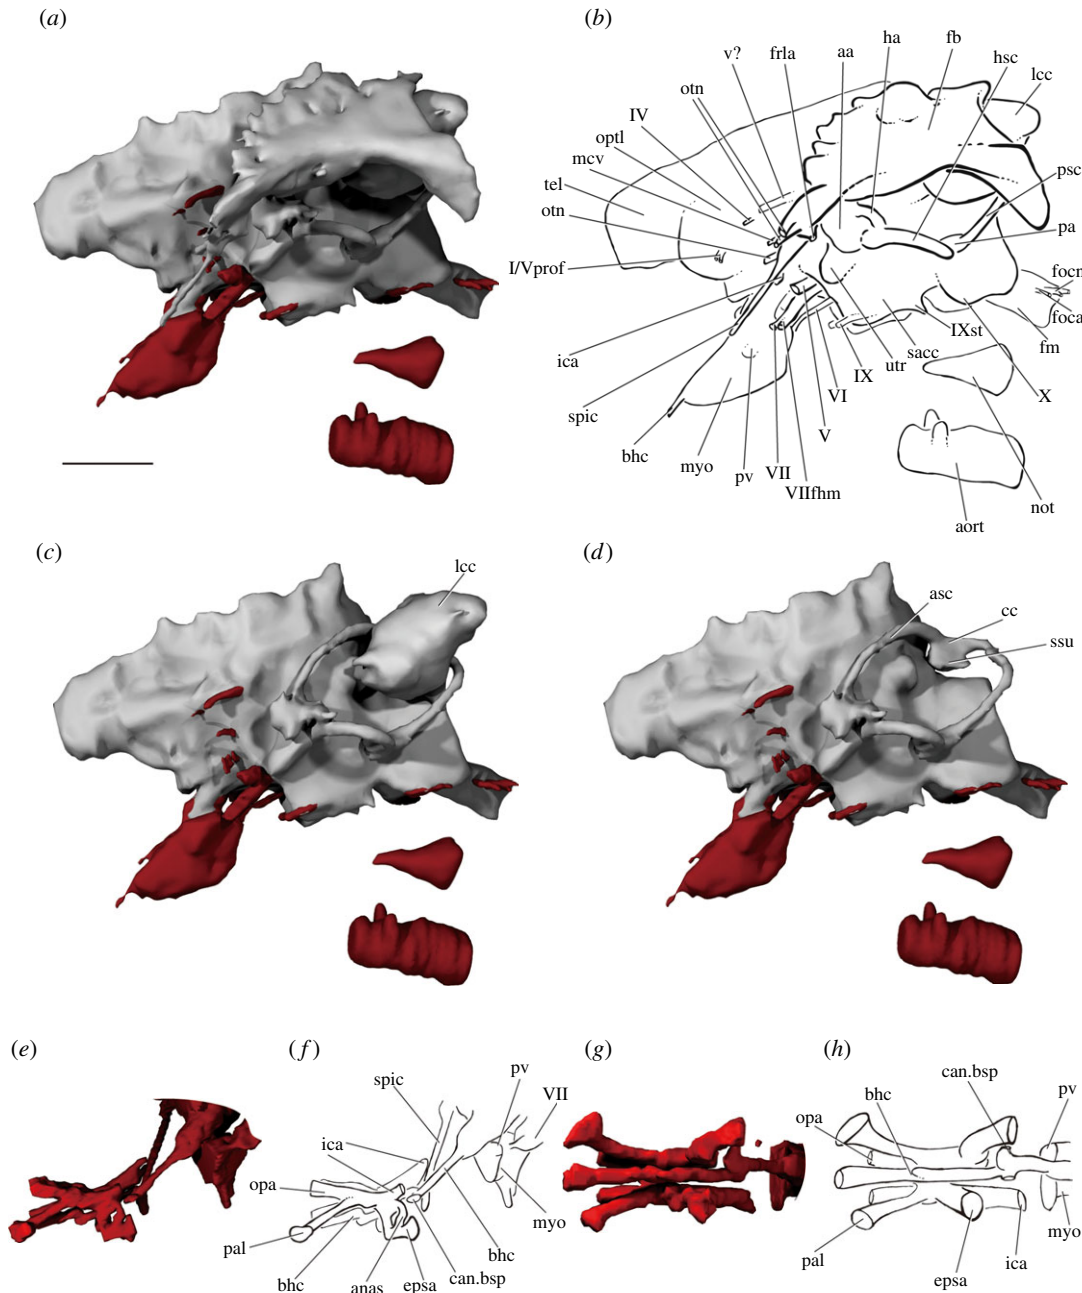 (a)
(b)
v?
frla
aa
ha
fb
hsc
lcc
otn
IV
optl
mcv
tel
otn
I/Vprof
psc
pa
focn
foca
fm
ica
spic
bhc
myo
pv
VII
VIIfhm
V
VI
IX
utr
sacc
IXst
X
not
aort
(c)
lcc
(d)
asc
cc
ssu
(e)
(f)
spic
pv
VII
ica
opa
pal
bhc
anas
epsa
can.bsp
bhc
myo
(g)
(h)
can.bsp
bhc
opa
pv
pal
epsa
ica
myo